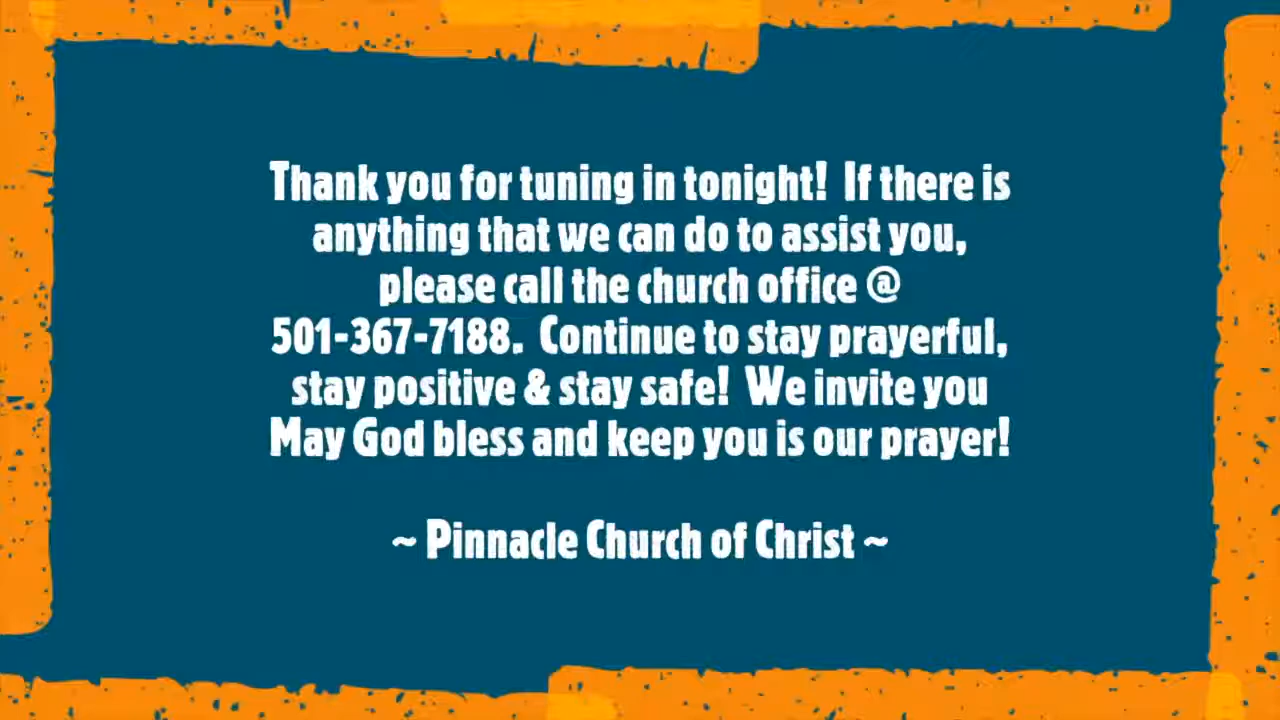 Thank you for tuning in tonight!  If there is
anything that we can do to assist you,
please call the church office @
501-367-7188.  Continue to stay prayerful,
stay positive & stay safe!  We invite you
May God bless and keep you is our prayer!
~ Pinnacle Church of Christ ~